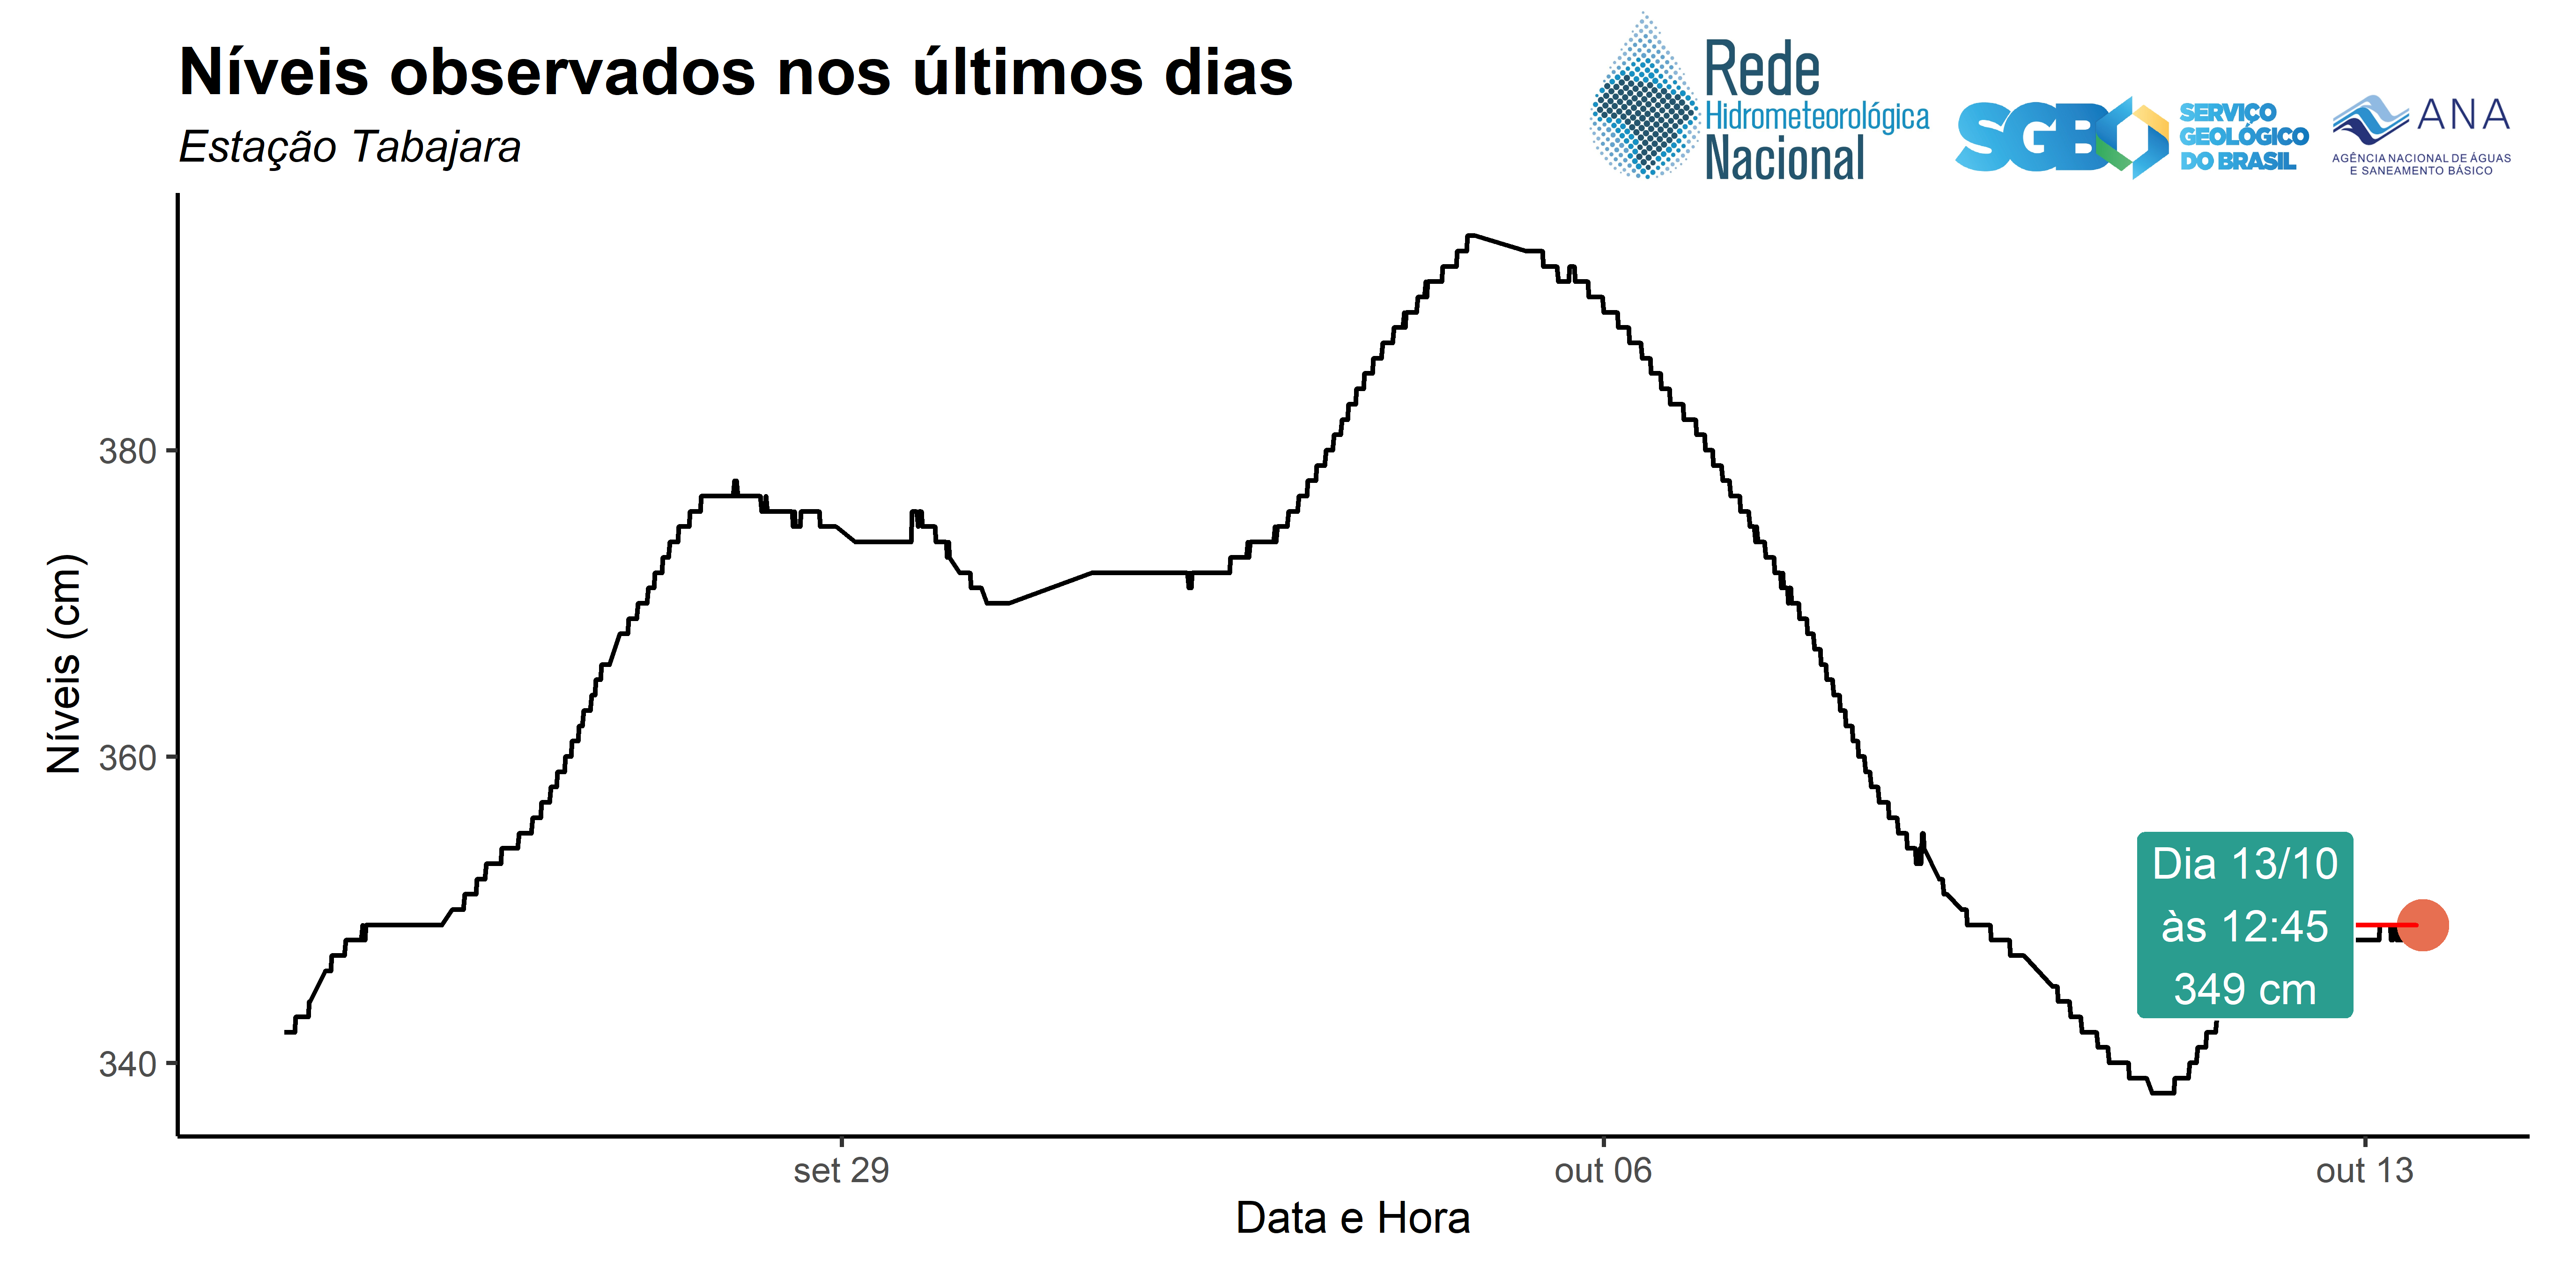 Níveis observados nos últimos dias
Estação Tabajara
Rede
Hidrometeorológica
Nacional
SGB
SERVIÇO
GEOLÓGICO
DO BRASIL
ANA
AGÊNCIA NACIONAL DE ÁGUAS
E SANEAMENTO BÁSICO
Níveis (cm)
380
360
340
Dia 13/10
às 12:45
349 cm
set 29
out 06
out 13
Data e Hora